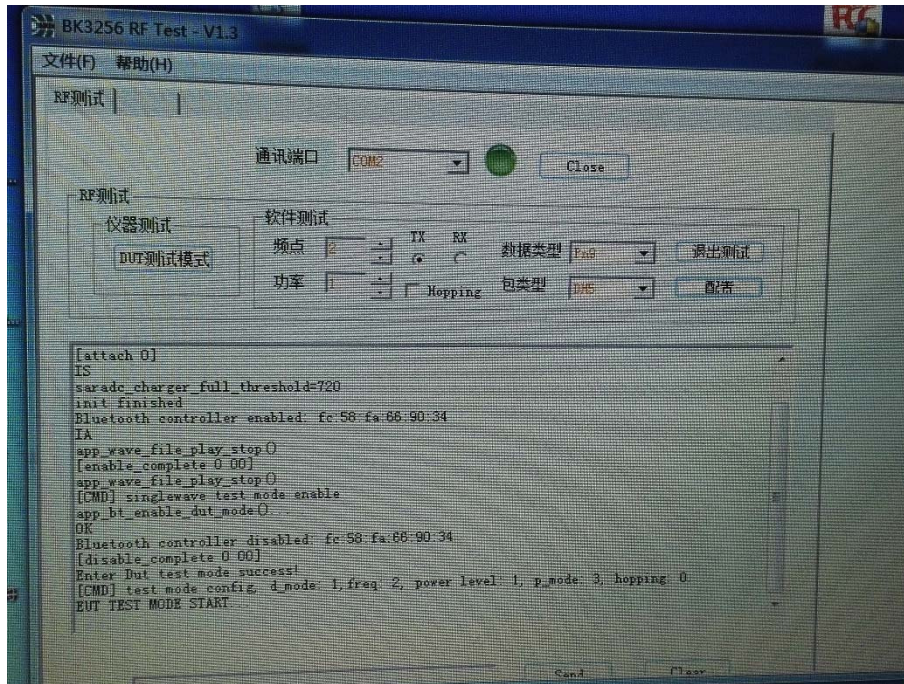 BK3256 RF Test - V1.3
文件(F) 帮助(H)
RF测试
通讯端口 COM2 Close
RF测试
仪器测试 软件测试
频点 2 TX RX 数据类型 Pn9 退出测试
DUT测试模式
功率 1 Hopping 包类型 DH5 配置
[attach 0]
IS
saradc_charger_full_threshold=720
init finished
Bluetooth controller enabled: fc:58:fa:66:90:34
IA
app_wave_file_play_stop()
[enable_complete 0 00]
app_wave_file_play_stop()
[CMD] singlewave test mode enable
app_bt_enable_dut_mode()...
OK
Bluetooth controller disabled: fc:58:fa:66:90:34
[disable_complete 0 00]
Enter Dut test mode success!
[CMD] test mode config, d_mode: 1,freq: 2, power level: 1, p_mode: 3, hopping: 0
EUT TEST MODE START
Send Clear